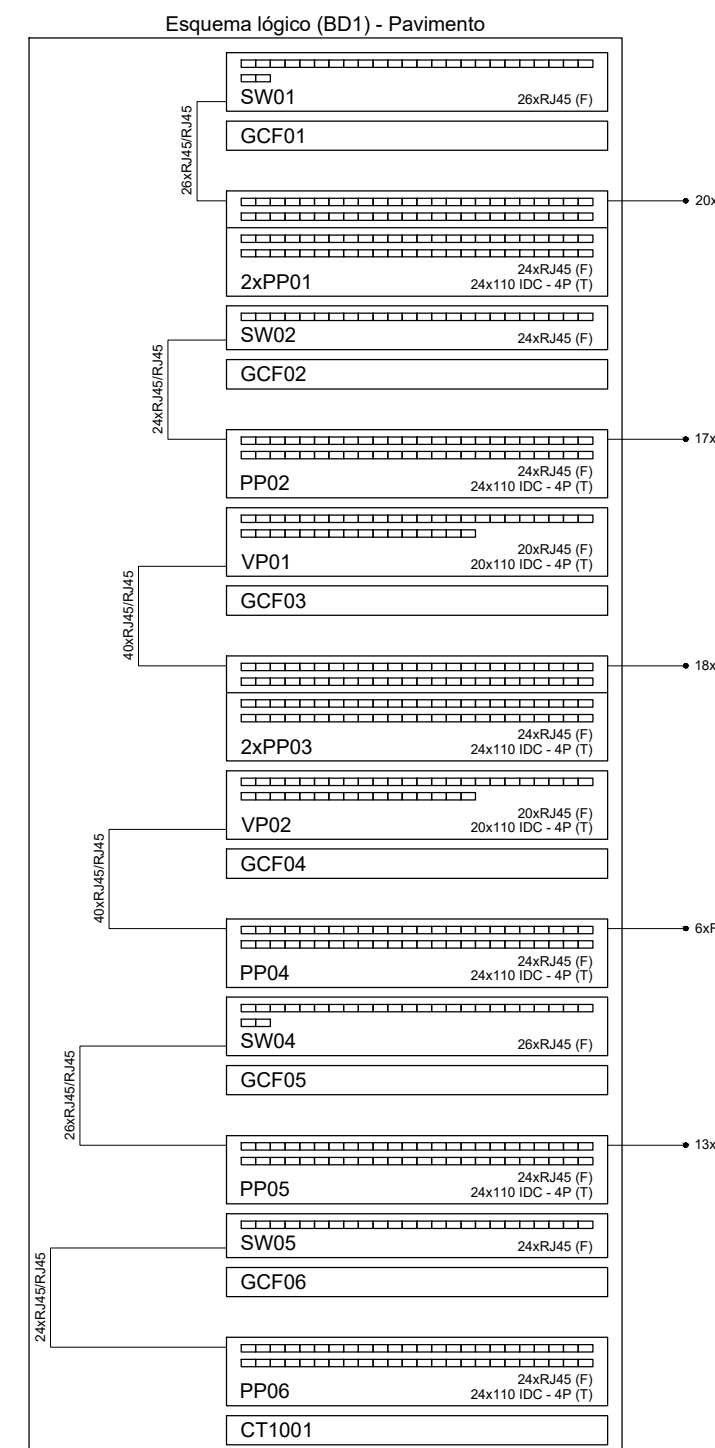 Esquema lógico (BD1) - Pavimento
SW01
26xRJ45 (F)
26xRJ45/RJ45
GCF01
20x
24xRJ45 (F)
2xPP01
24x110 IDC - 4P (T)
SW02
24xRJ45 (F)
24xRJ45/RJ45
GCF02
17x
24xRJ45 (F)
PP02
24x110 IDC - 4P (T)
20xRJ45 (F)
VP01
20x110 IDC - 4P (T)
40xRJ45/RJ45
GCF03
18x
24xRJ45 (F)
2xPP03
24x110 IDC - 4P (T)
20xRJ45 (F)
VP02
20x110 IDC - 4P (T)
40xRJ45/RJ45
GCF04
6xR
24xRJ45 (F)
PP04
24x110 IDC - 4P (T)
SW04
26xRJ45 (F)
26xRJ45/RJ45
GCF05
13x
24xRJ45 (F)
PP05
24x110 IDC - 4P (T)
SW05
24xRJ45 (F)
24xRJ45/RJ45
GCF06
24xRJ45 (F)
PP06
24x110 IDC - 4P (T)
CT1001